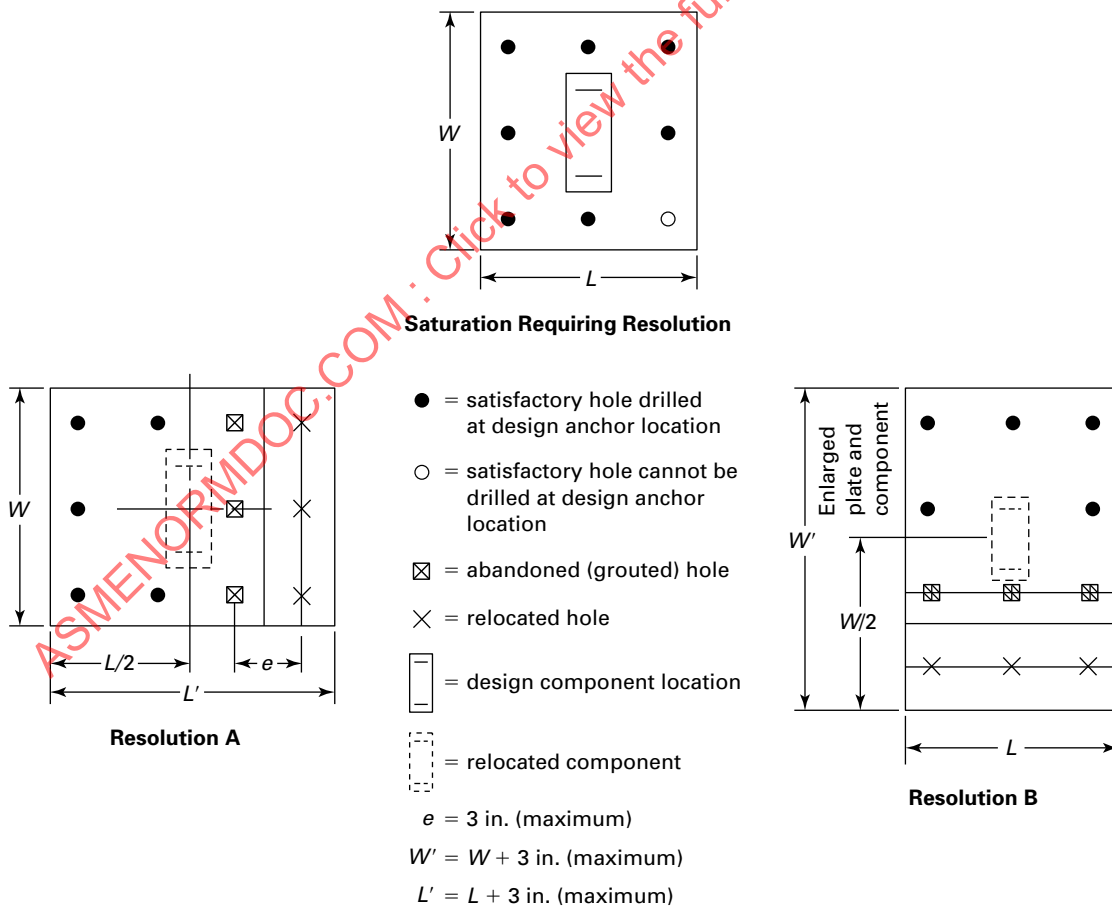 ASMENORMDOC.COM : Click to view the ful
W
L
Saturation Requiring Resolution
W
L/2
e
L′
Resolution A
● = satisfactory hole drilled
at design anchor location
○ = satisfactory hole cannot be
drilled at design anchor
location
= abandoned (grouted) hole
= relocated hole
= design component location
= relocated component
e = 3 in. (maximum)
W′ = W + 3 in. (maximum)
L′ = L + 3 in. (maximum)
Enlarged
plate and
component
W′
W/2
L
Resolution B